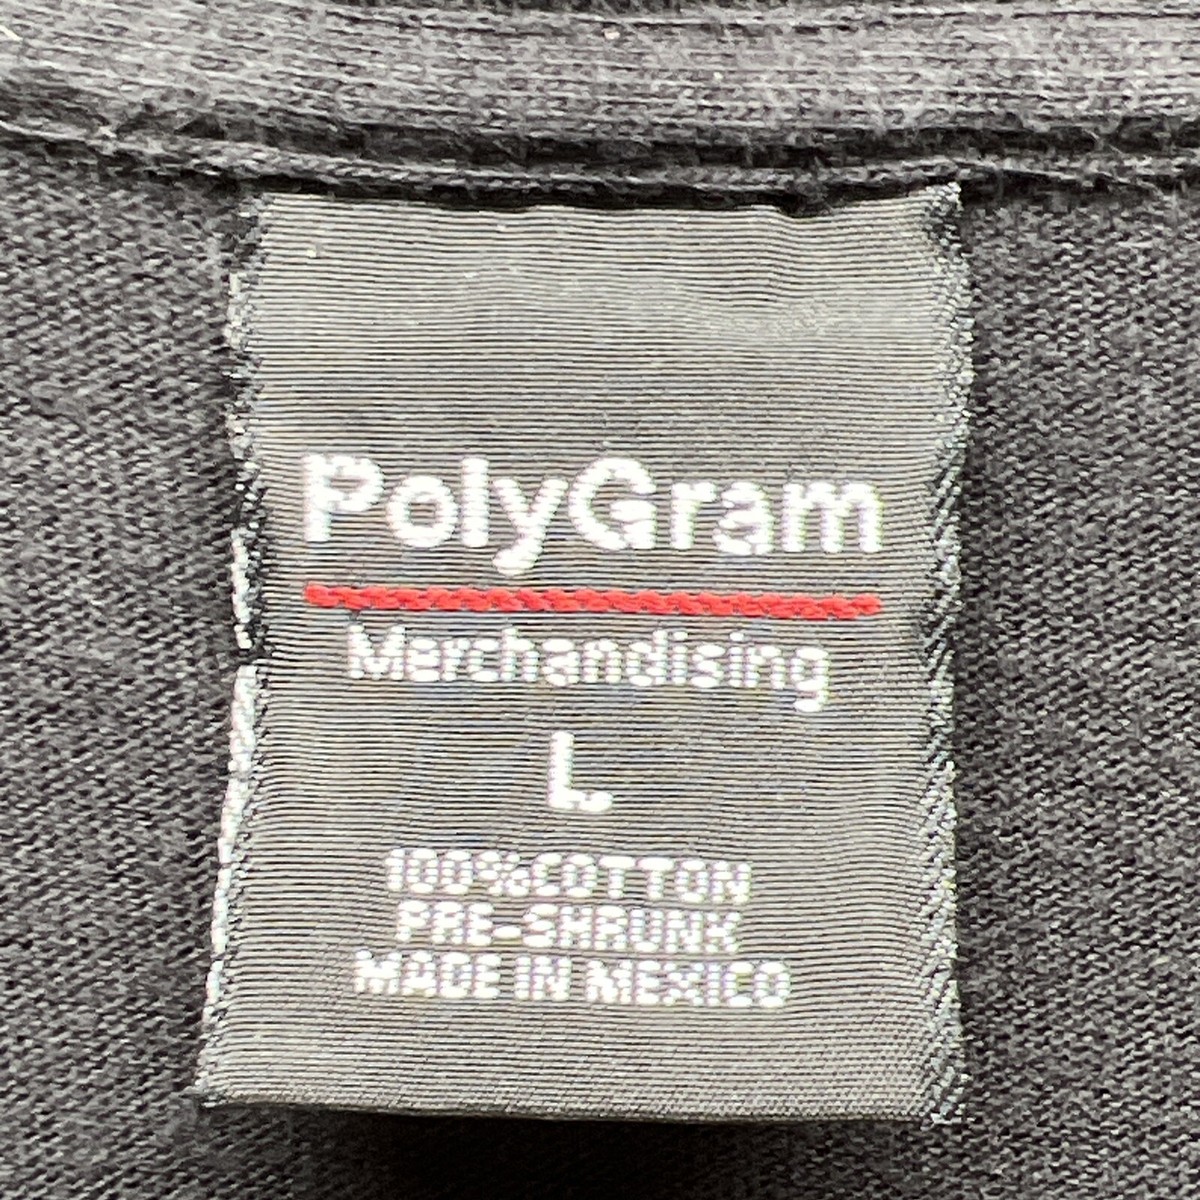 PolyGram
Merchandising
L
100%COTTON
PRE-SHRUNK
MADE IN MEXICO